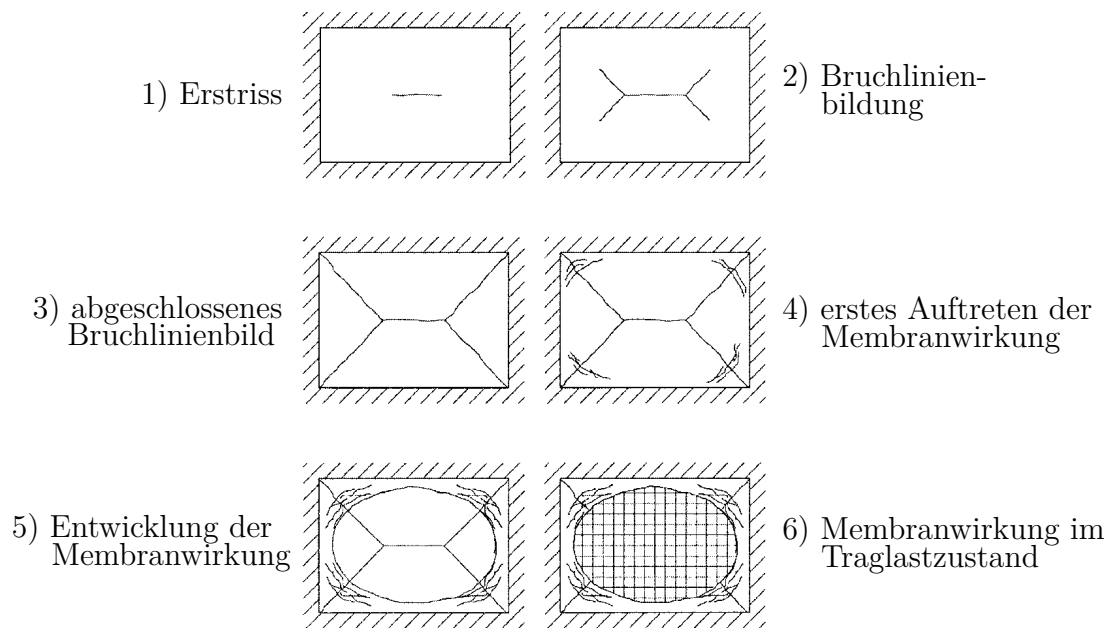 1) Erstriss
2) Bruchlinien-
bildung
3) abgeschlossenes
Bruchlinienbild
4) erstes Auftreten der
Membranwirkung
5) Entwicklung der
Membranwirkung
6) Membranwirkung im
Traglastzustand